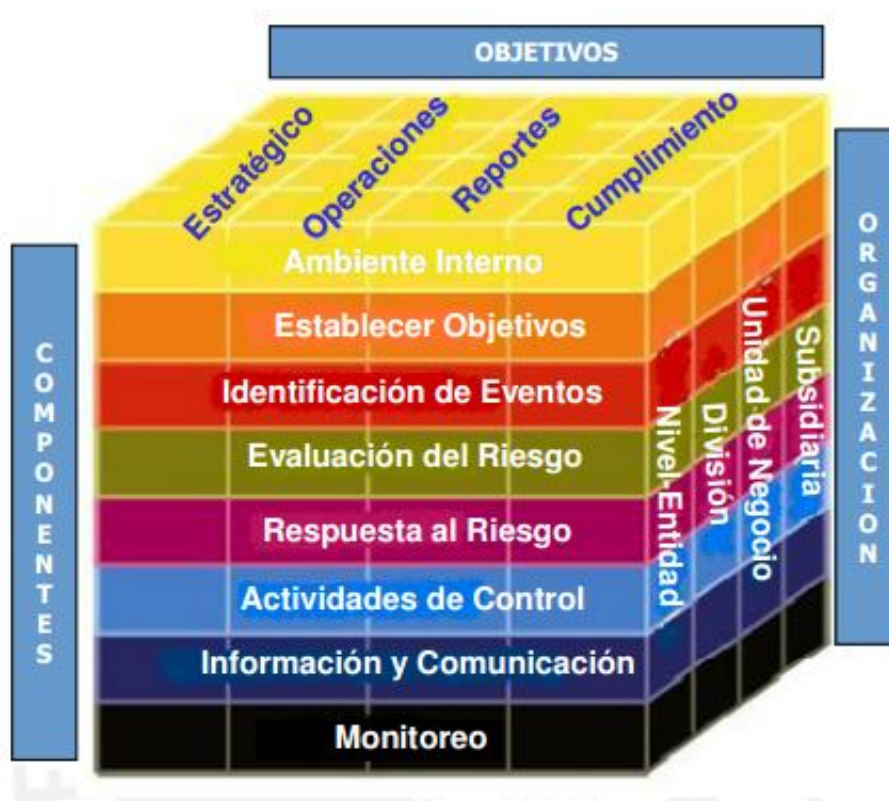 OBJETIVOS
Estratégico
Operaciones
Reportes
Cumplimiento
COMPONENTES
Ambiente Interno
Establecer Objetivos
Identificación de Eventos
Evaluación del Riesgo
Respuesta al Riesgo
Actividades de Control
Información y Comunicación
Monitoreo
Nivel-Entidad
División
Unidad de Negocio
Subsidiaria
ORGANIZACION